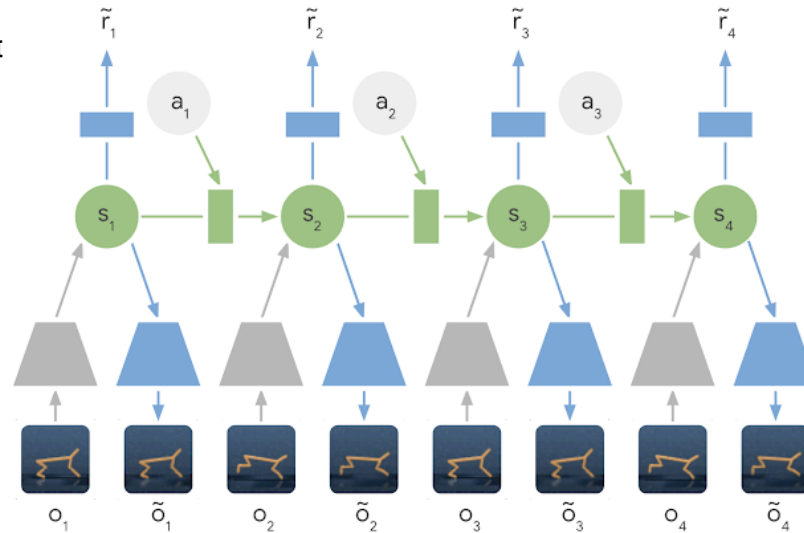 r̃₁ r̃₂ r̃₃ r̃₄
a₁ a₂ a₃
s₁ s₂ s₃ s₄
o₁ õ₁ o₂ õ₂ o₃ õ₃ o₄ õ₄